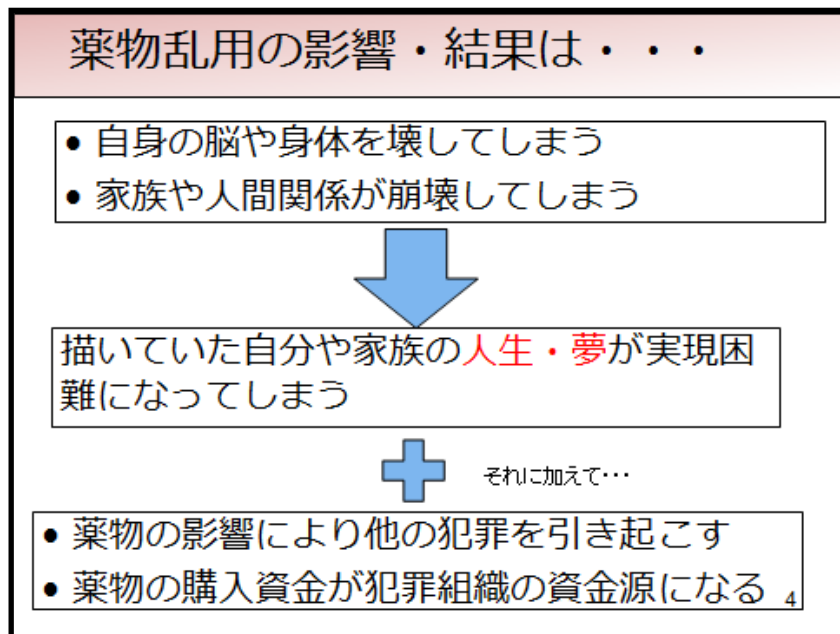 薬物乱用の影響・結果は・・・
• 自身の脳や身体を壊してしまう
• 家族や人間関係が崩壊してしまう
描いていた自分や家族の人生・夢が実現困
難になってしまう
それに加えて…
• 薬物の影響により他の犯罪を引き起こす
• 薬物の購入資金が犯罪組織の資金源になる
4